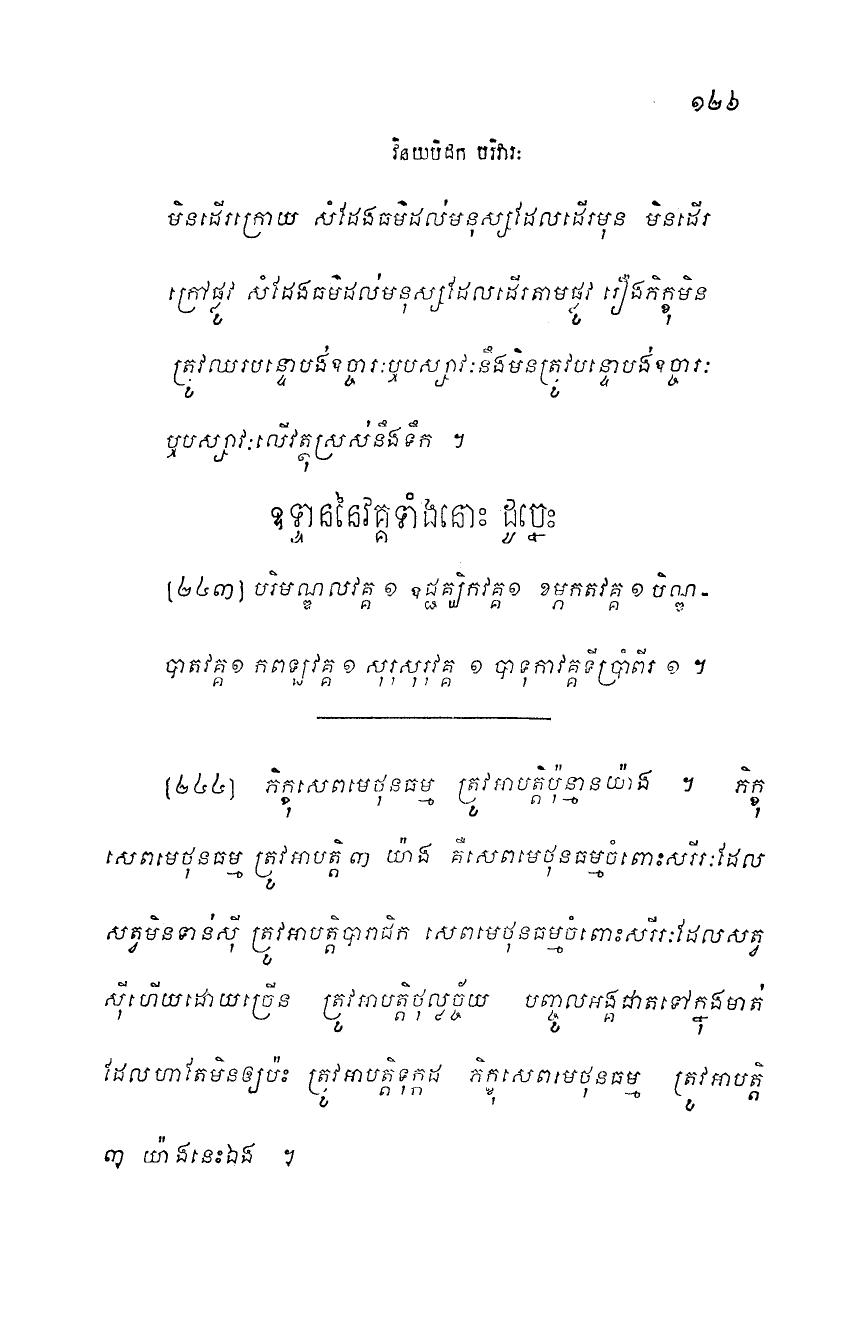 ១២៦
វិនយបិដក បរិវារៈ
មិនដើរក្រោយ សំដែងធម៌ដល់មនុស្សដែលដើរមុន មិនដើរ
ក្រៅផ្លូវ សំដែងធម៌ដល់មនុស្សដែលដើរតាមផ្លូវ រឿងភិក្ខុមិន
ត្រូវឈរបន្ទោបង់ឧច្ចារៈឬបស្សាវៈនឹងមិនត្រូវបន្ទោបង់ឧច្ចារៈ
ឬបស្សាវៈលើវត្ថុស្រស់នឹងទឹក ។
ឧទ្ទាននៃវគ្គទាំងនោះ ដូច្នេះ
[២៤៣] បរិមណ្ឌលវគ្គ ១ ឧជ្ជគ្ឃិកវគ្គ១ ខម្ភកតវគ្គ ១ បិណ្ឌ-
បាតវគ្គ១ កពឡវគ្គ ១ សុរុសុរុវគ្គ ១ បាទុកាវគ្គទីប្រាំពីរ ១ ។
[២៤៤] ភិក្ខុសេពមេថុនធម្ម ត្រូវអាបត្តិប៉ុន្មានយ៉ាង ។ ភិក្ខុ
សេពមេថុនធម្ម ត្រូវអាបត្តិ ៣ យ៉ាង គឺសេពមេថុនធម្មចំពោះសរីរៈដែល
សត្វមិនទាន់ស៊ី ត្រូវអាបត្តិបារាជិក សេពមេថុនធម្មចំពោះសរីរៈដែលសត្វ
ស៊ីហើយដោយច្រើន ត្រូវអាបត្តិថុល្លច្ច័យ បញ្ចូលអង្គជាតទៅក្នុងមាត់
ដែលហាតែមិនឲ្យប៉ះ ត្រូវអាបត្តិទុក្កដ ភិក្ខុសេពមេថុនធម្ម ត្រូវអាបត្តិ
៣ យ៉ាងនេះឯង ។